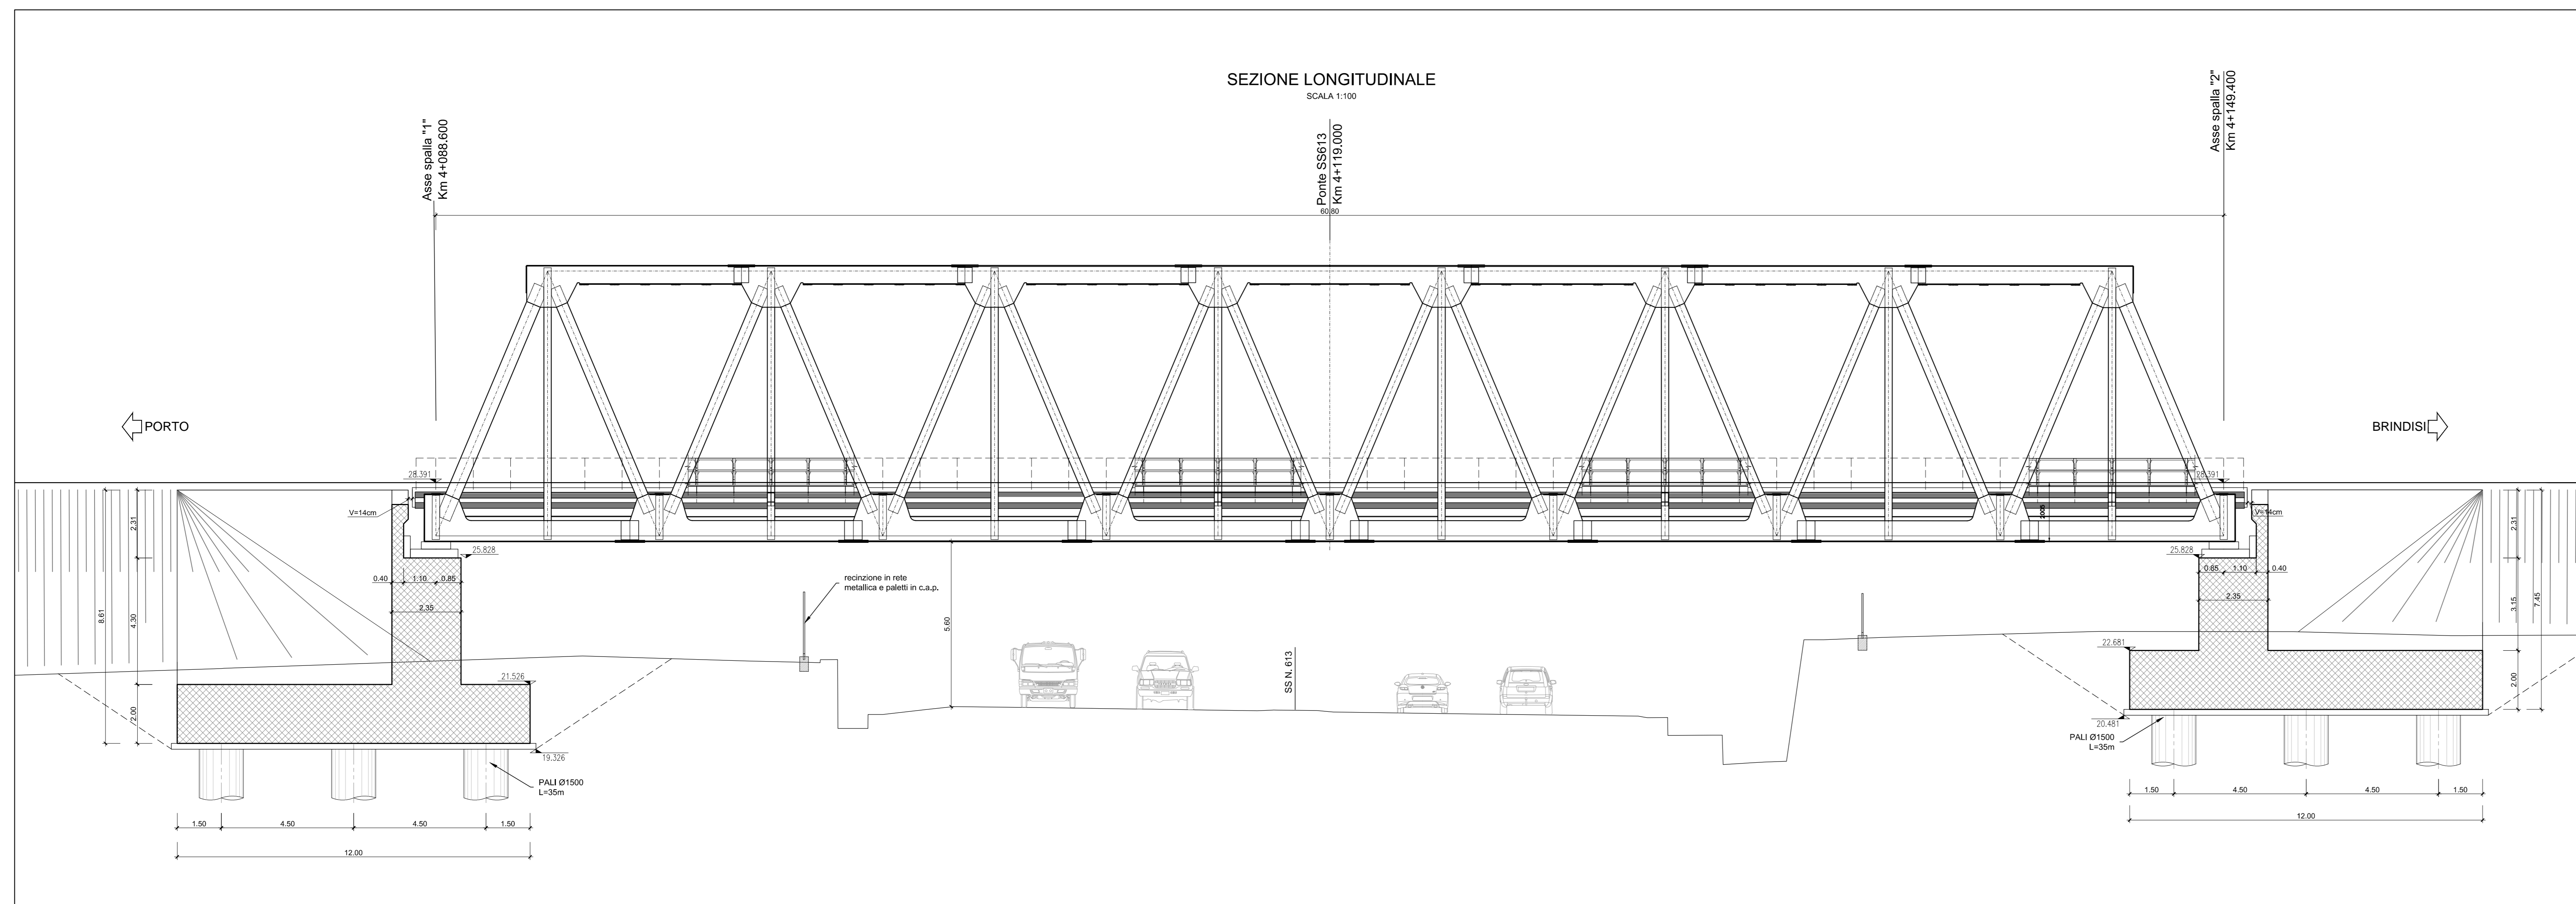 SEZIONE LONGITUDINALE
SCALA 1:100
Asse spalla "1"
Km 4+088.600
Ponte SS613
Km 4+119.000
Asse spalla "2"
Km 4+149.400
60.80
PORTO
BRINDISI
28.391
28.391
V=14cm
V=14cm
2.31
2.31
25.828
25.828
0.40
1.10
0.85
0.85
1.10
0.40
2.35
2.35
recinzione in rete
metallica e paletti in c.a.p.
8.61
4.30
5.60
3.15
7.45
SS N. 613
22.681
21.526
2.00
2.00
20.481
19.326
PALI Ø1500
L=35m
PALI Ø1500
L=35m
1.50
4.50
4.50
1.50
12.00
1.50
4.50
4.50
1.50
12.00